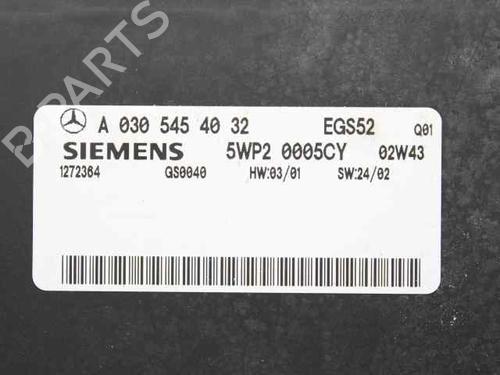 B PARTS
A 030 545 40 32 EGS52 Q01
SIEMENS 5WP2 0005CY 02W43
1272364 GS0040 HW:03/01 SW:24/02